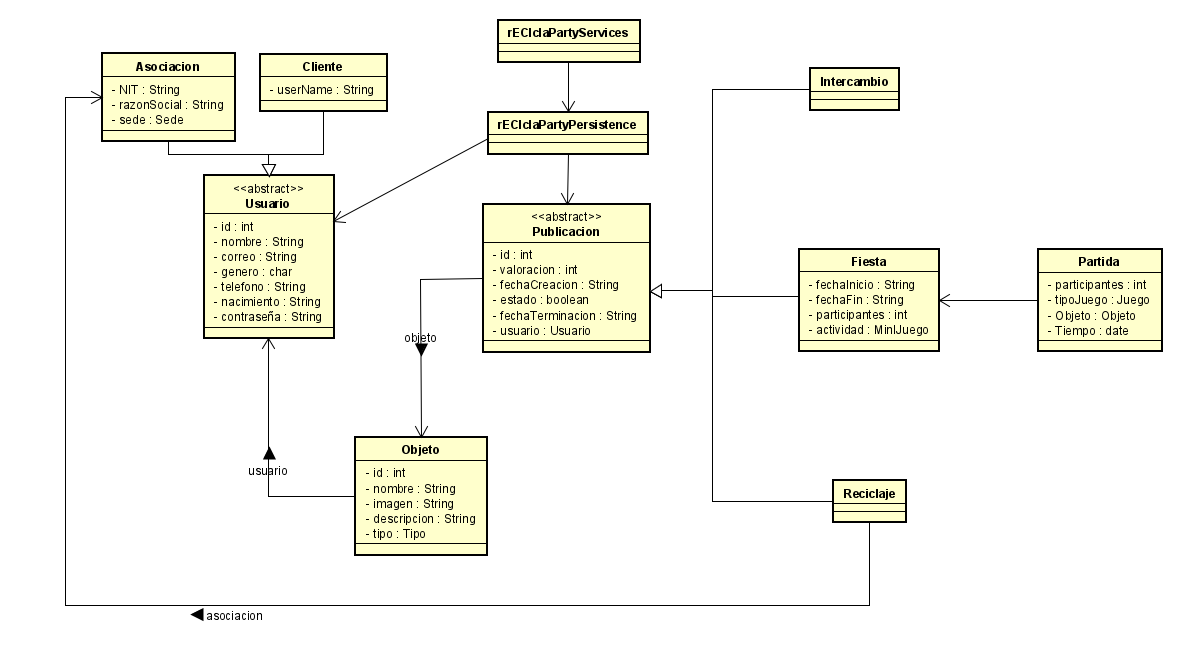 rECIclaPartyServices
Asociacion
- NIT : String
- razonSocial : String
- sede : Sede
Cliente
- userName : String
rECIclaPartyPersistence
Intercambio
<<abstract>>
Usuario
- id : int
- nombre : String
- correo : String
- genero : char
- telefono : String
- nacimiento : String
- contraseña : String
<<abstract>>
Publicacion
- id : int
- valoracion : int
- fechaCreacion : String
- estado : boolean
- fechaTerminacion : String
- usuario : Usuario
Fiesta
- fechaInicio : String
- fechaFin : String
- participantes : int
- actividad : MiniJuego
Partida
- participantes : int
- tipoJuego : Juego
- Objeto : Objeto
- Tiempo : date
objeto
usuario
Objeto
- id : int
- nombre : String
- imagen : String
- descripcion : String
- tipo : Tipo
Reciclaje
asociacion